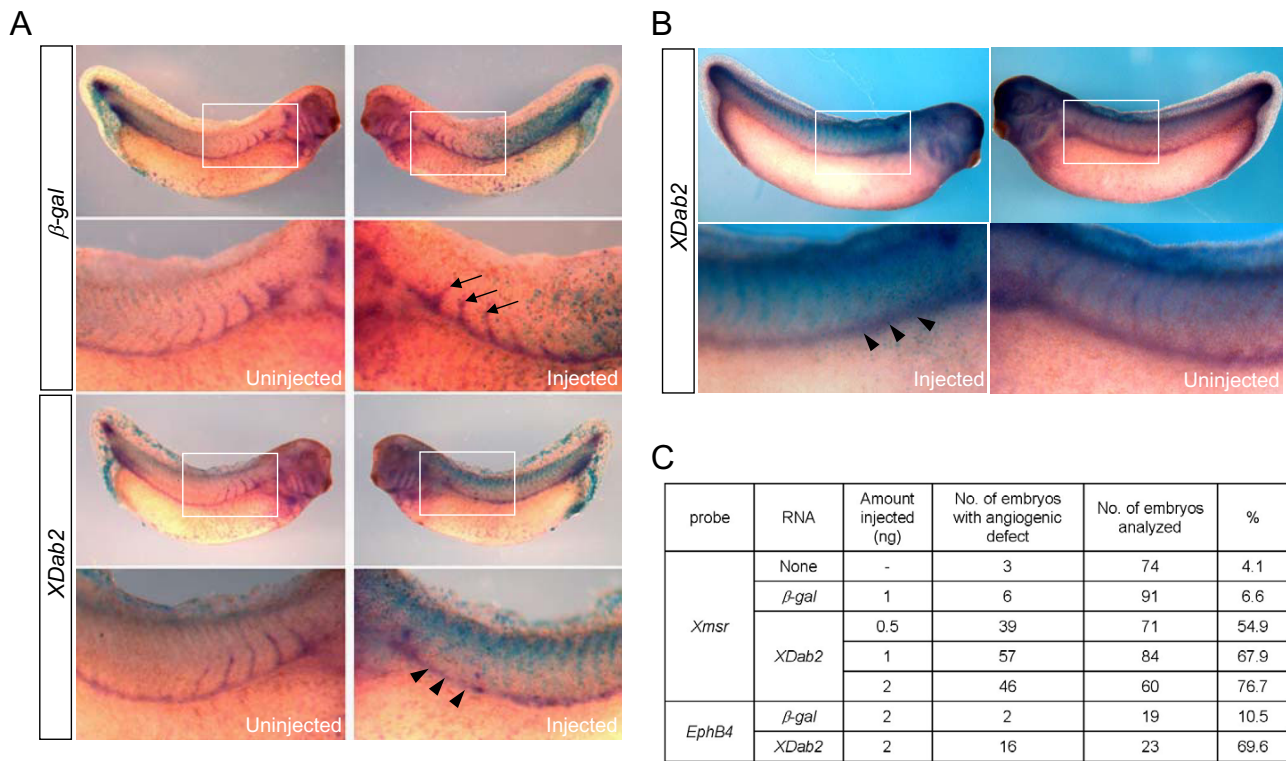 A
β-gal
Uninjected
Injected
XDab2
Uninjected
Injected
B
XDab2
Injected
Uninjected
C
probe RNA Amount injected (ng) No. of embryos with angiogenic defect No. of embryos analyzed %
Xmsr None - 3 74 4.1
β-gal 1 6 91 6.6
XDab2 0.5 39 71 54.9
1 57 84 67.9
2 46 60 76.7
EphB4 β-gal 2 2 19 10.5
XDab2 2 16 23 69.6